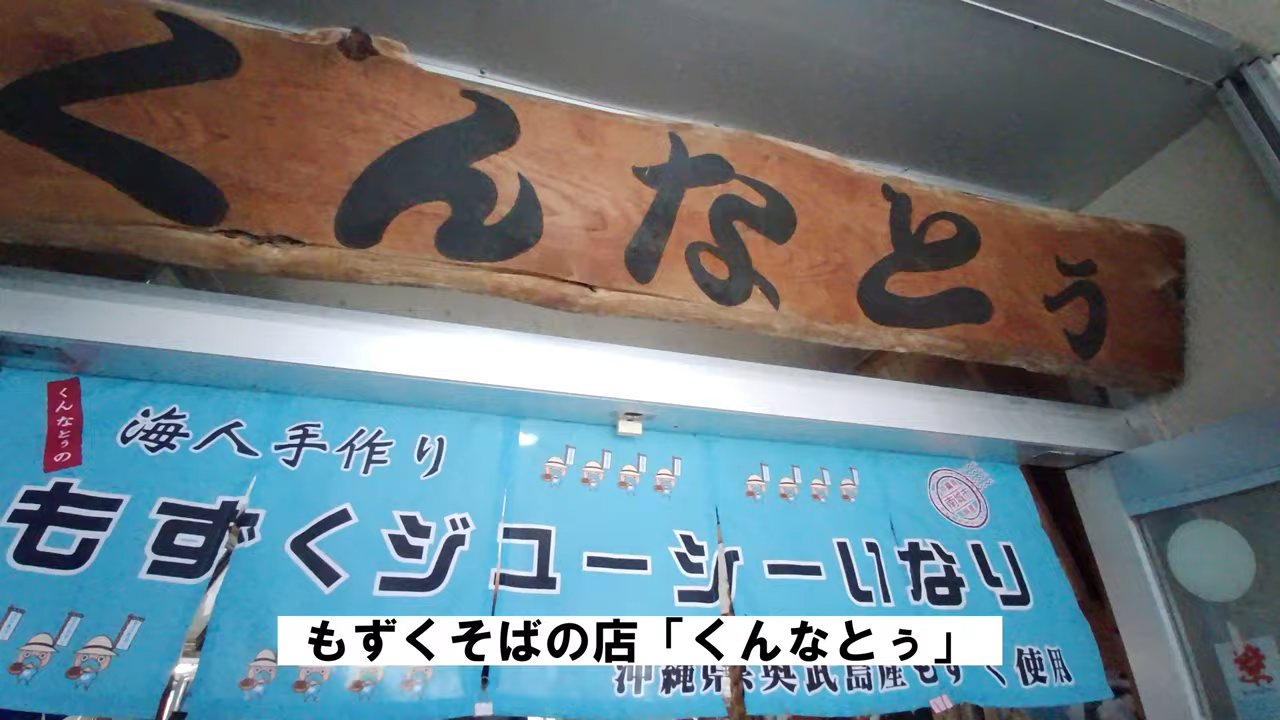 くんなとぅ
くんなとぅの
海人手作り
もずくジューシーいなり
もずくそばの店「くんなとぅ」
沖縄県奥武島産もずく使用